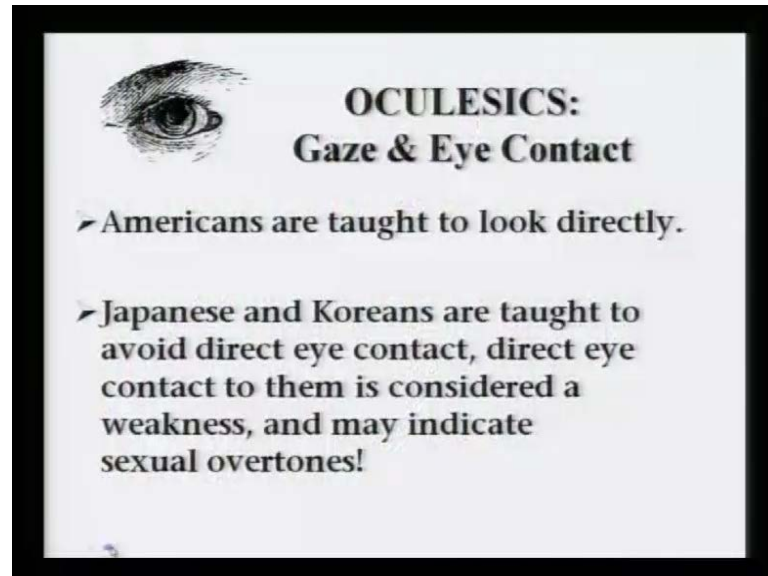 OCULESICS:
Gaze & Eye Contact
➢Americans are taught to look directly.
➢Japanese and Koreans are taught to
avoid direct eye contact, direct eye
contact to them is considered a
weakness, and may indicate
sexual overtones!